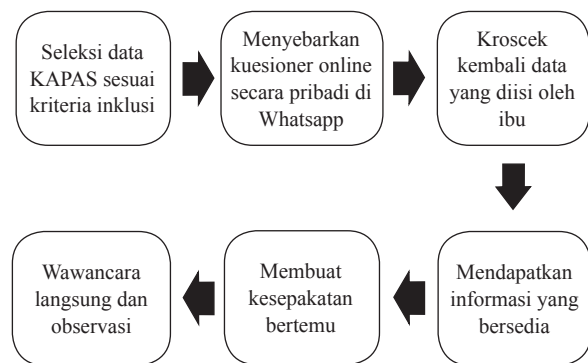 Seleksi data
KAPAS sesuai
kriteria inklusi
Menyebarkan
kuesioner online
secara pribadi di
Whatsapp
Kroscek
kembali data
yang diisi oleh
ibu
Mendapatkan
informasi yang
bersedia
Membuat
kesepakatan
bertemu
Wawancara
langsung dan
observasi